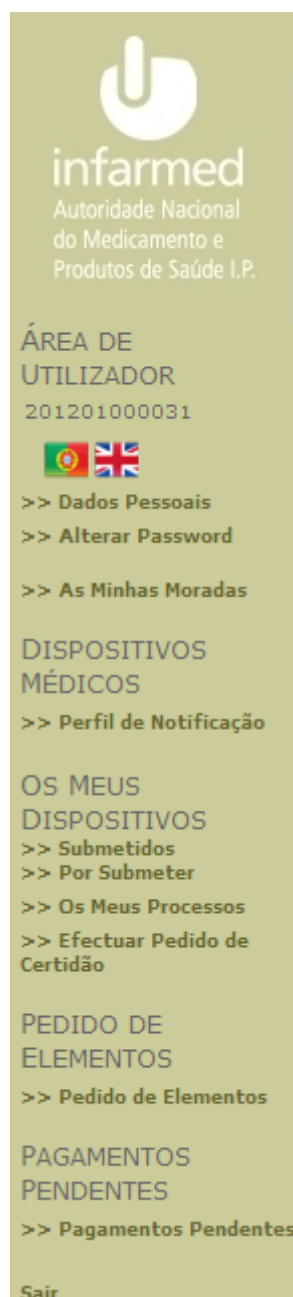 infarmed
Autoridade Nacional
do Medicamento e
Produtos de Saúde I.P.
ÁREA DE
UTILIZADOR
201201000031
>> Dados Pessoais
>> Alterar Password
>> As Minhas Moradas
DISPOSITIVOS
MÉDICOS
>> Perfil de Notificação
OS MEUS
DISPOSITIVOS
>> Submetidos
>> Por Submeter
>> Os Meus Processos
>> Efectuar Pedido de
Certidão
PEDIDO DE
ELEMENTOS
>> Pedido de Elementos
PAGAMENTOS
PENDENTES
>> Pagamentos Pendentes
Sair